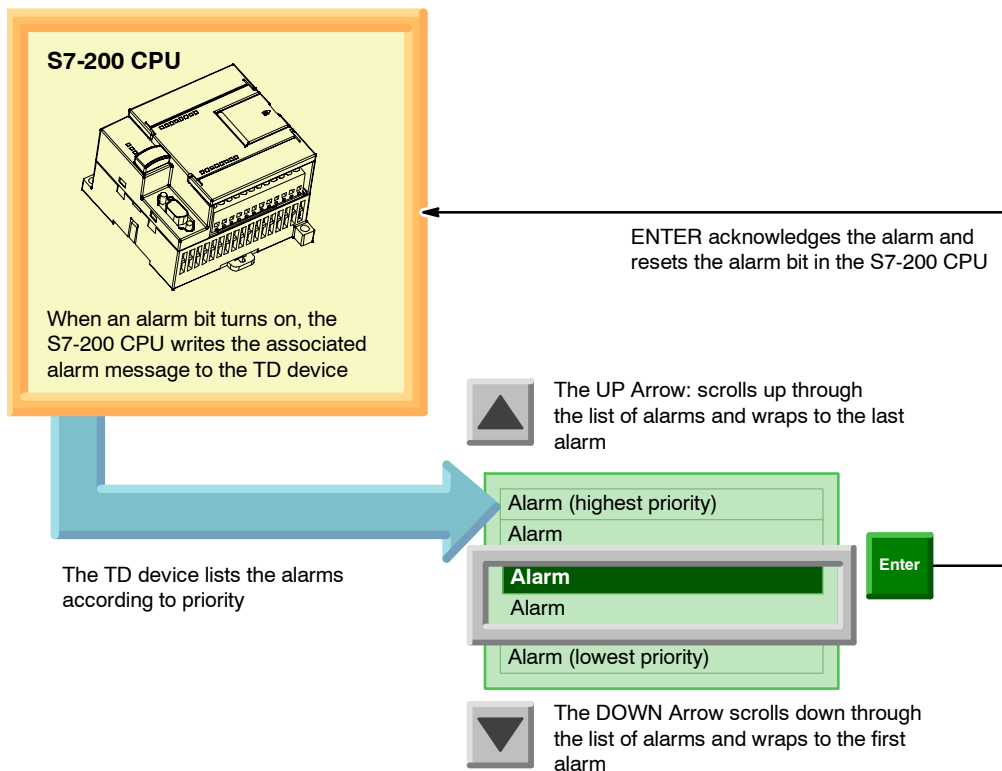 S7-200 CPU
When an alarm bit turns on, the
S7-200 CPU writes the associated
alarm message to the TD device
ENTER acknowledges the alarm and
resets the alarm bit in the S7-200 CPU
The UP Arrow: scrolls up through
the list of alarms and wraps to the last
alarm
Alarm (highest priority)
Alarm
Alarm
Alarm
Alarm (lowest priority)
Enter
The TD device lists the alarms
according to priority
The DOWN Arrow scrolls down through
the list of alarms and wraps to the first
alarm